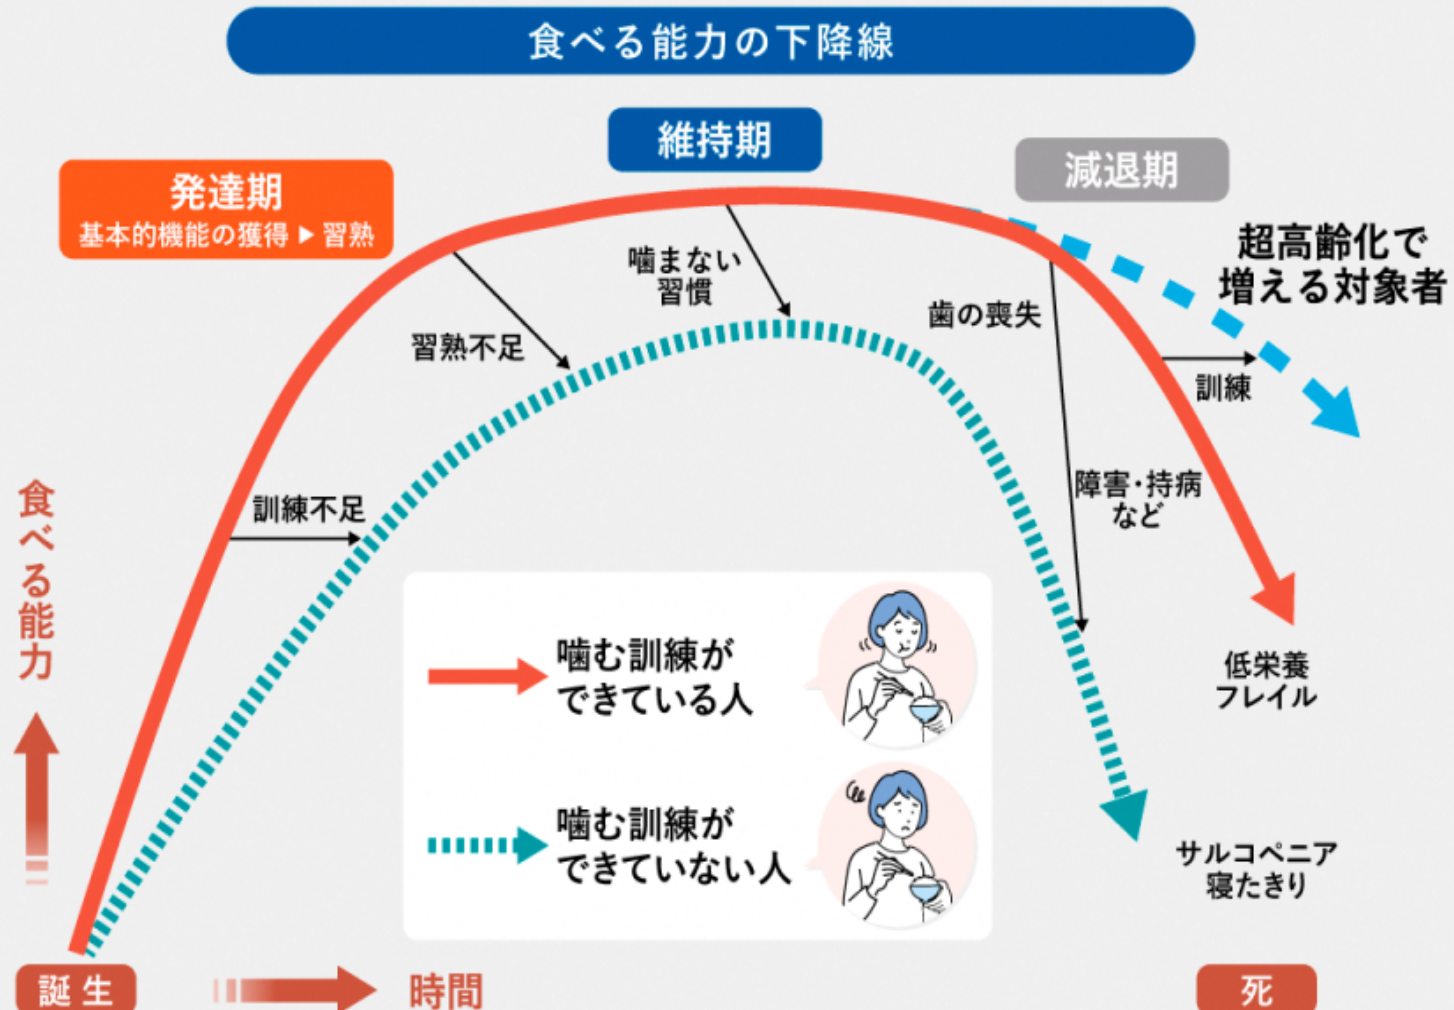 食べる能力の下降線
維持期
減退期
発達期
基本的機能の獲得▶習熟
超高齢化で
増える対象者
噛まない
習慣
歯の喪失
習熟不足
訓練
訓練不足
障害・持病
など
食べる能力
噛む訓練が
できている人
低栄養
フレイル
噛む訓練が
できていない人
サルコペニア
寝たきり
誕生
時間
死